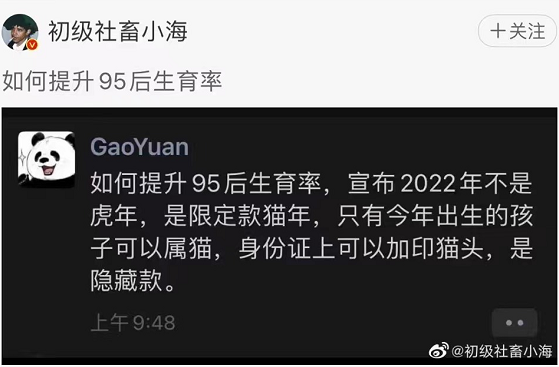 初级社畜小海
＋关注
如何提升95后生育率
GaoYuan
如何提升95后生育率，宣布2022年不是
虎年，是限定款猫年，只有今年出生的孩
子可以属猫，身份证上可以加印猫头，是
隐藏款。
上午9:48
@初级社畜小海